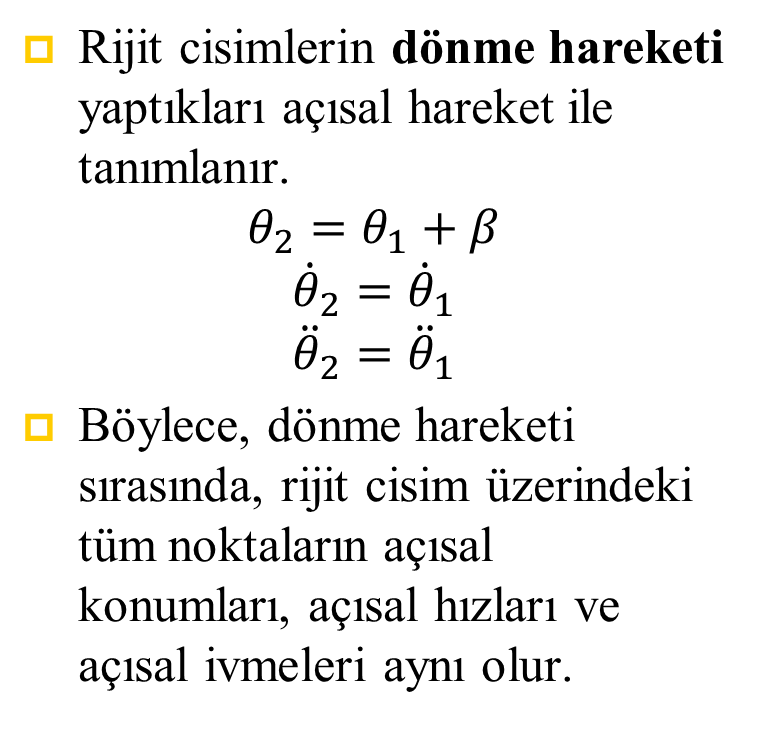 Rijit cisimlerin dönme hareketi
yaptıkları açısal hareket ile
tanımlanır.
θ₂ = θ₁ + β
θ̇₂ = θ̇₁
θ̈₂ = θ̈₁
Böylece, dönme hareketi
sırasında, rijit cisim üzerindeki
tüm noktaların açısal
konumları, açısal hızları ve
açısal ivmeleri aynı olur.